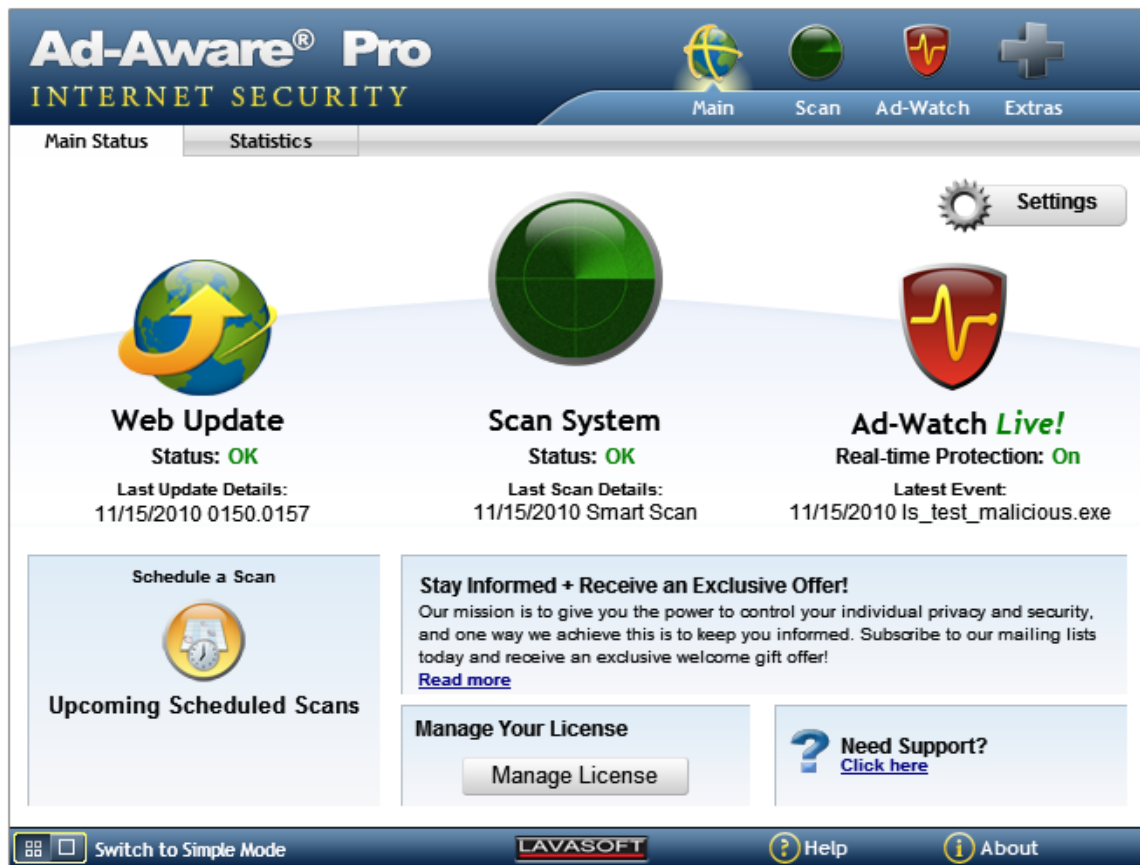 Ad-Aware® Pro
INTERNET SECURITY
Main
Scan
Ad-Watch
Extras
Main Status
Statistics
Settings
Web Update
Status: OK
Last Update Details:
11/15/2010 0150.0157
Scan System
Status: OK
Last Scan Details:
11/15/2010 Smart Scan
Ad-Watch Live!
Real-time Protection: On
Latest Event:
11/15/2010 ls_test_malicious.exe
Schedule a Scan
Upcoming Scheduled Scans
Stay Informed + Receive an Exclusive Offer!
Our mission is to give you the power to control your individual privacy and security,
and one way we achieve this is to keep you informed. Subscribe to our mailing lists
today and receive an exclusive welcome gift offer!
Read more
Manage Your License
Manage License
?
Need Support?
Click here
Switch to Simple Mode
LAVASOFT
? Help
i About